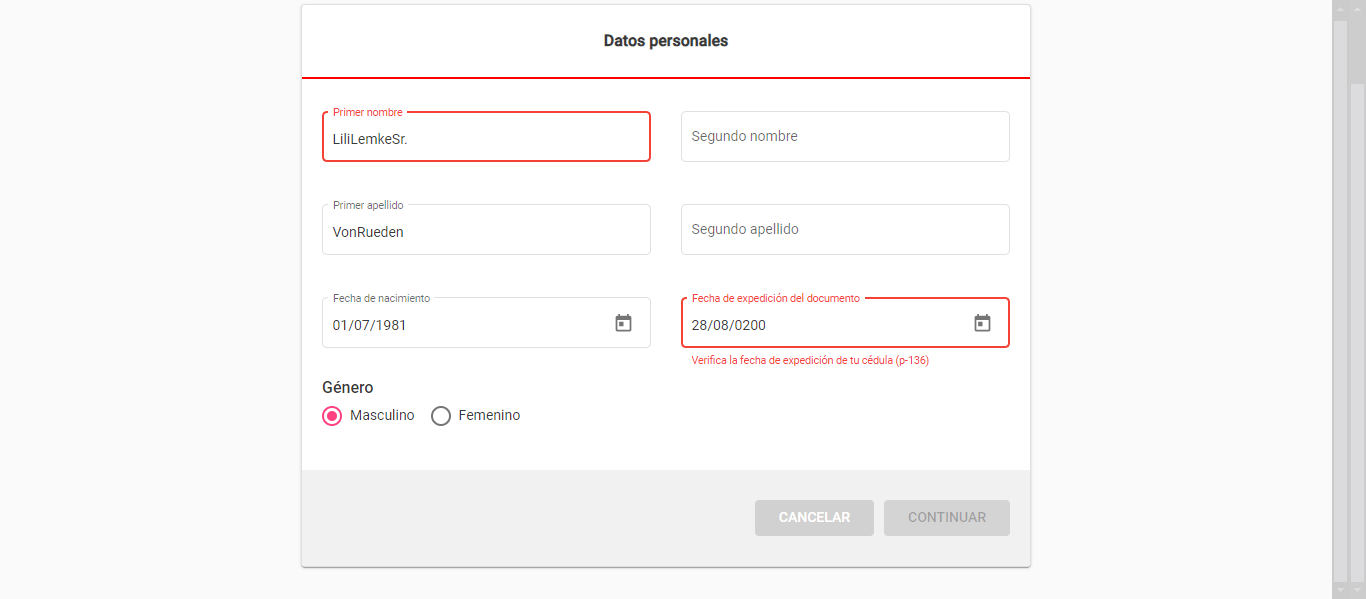 Datos personales
Primer nombre
LiliLemkeSr.
Segundo nombre
Primer apellido
VonRueden
Segundo apellido
Fecha de nacimiento
01/07/1981
Fecha de expedición del documento
28/08/0200
Verifica la fecha de expedición de tu cédula (p-136)
Género
Masculino Femenino
CANCELAR CONTINUAR